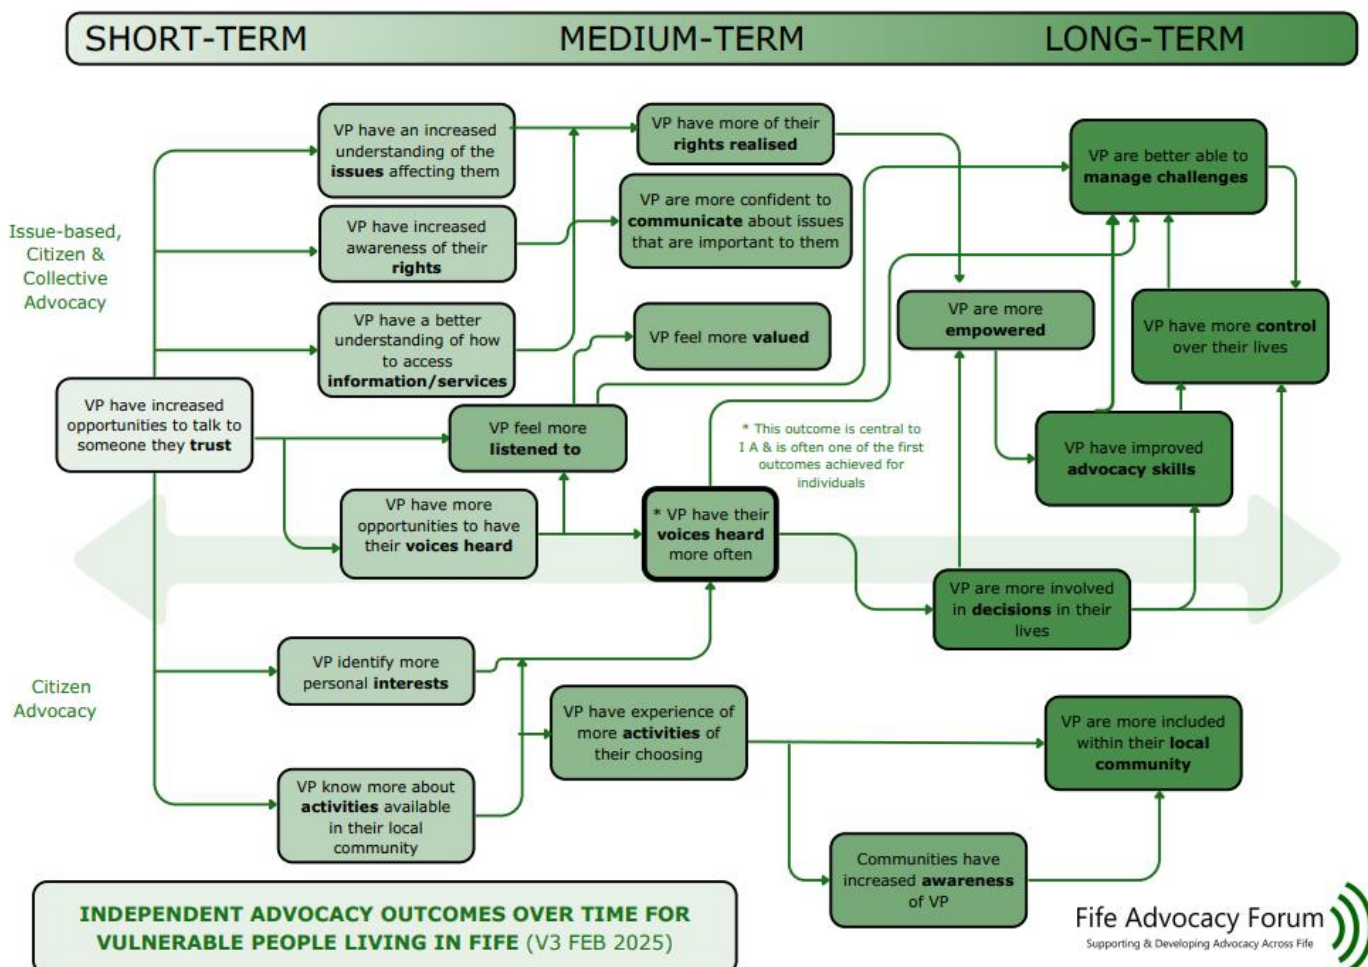 SHORT-TERM MEDIUM-TERM LONG-TERM
Issue-based,
Citizen &
Collective
Advocacy
VP have an increased
understanding of the
issues affecting them
VP have increased
awareness of their
rights
VP have a better
understanding of how
to access
information/services
VP have more of their
rights realised
VP are more confident to
communicate about issues
that are important to them
VP feel more valued
VP are better able to
manage challenges
VP are more
empowered
VP have more control
over their lives
VP have increased
opportunities to talk to
someone they trust
VP feel more
listened to
* This outcome is central to
I A & is often one of the first
outcomes achieved for
individuals
VP have improved
advocacy skills
VP have more
opportunities to have
their voices heard
* VP have their
voices heard
more often
VP are more involved
in decisions in their
lives
Citizen
Advocacy
VP identify more
personal interests
VP have experience of
more activities of
their choosing
VP are more included
within their local
community
VP know more about
activities available
in their local
community
Communities have
increased awareness
of VP
INDEPENDENT ADVOCACY OUTCOMES OVER TIME FOR
VULNERABLE PEOPLE LIVING IN FIFE (V3 FEB 2025)
Fife Advocacy Forum
Supporting & Developing Advocacy Across Fife